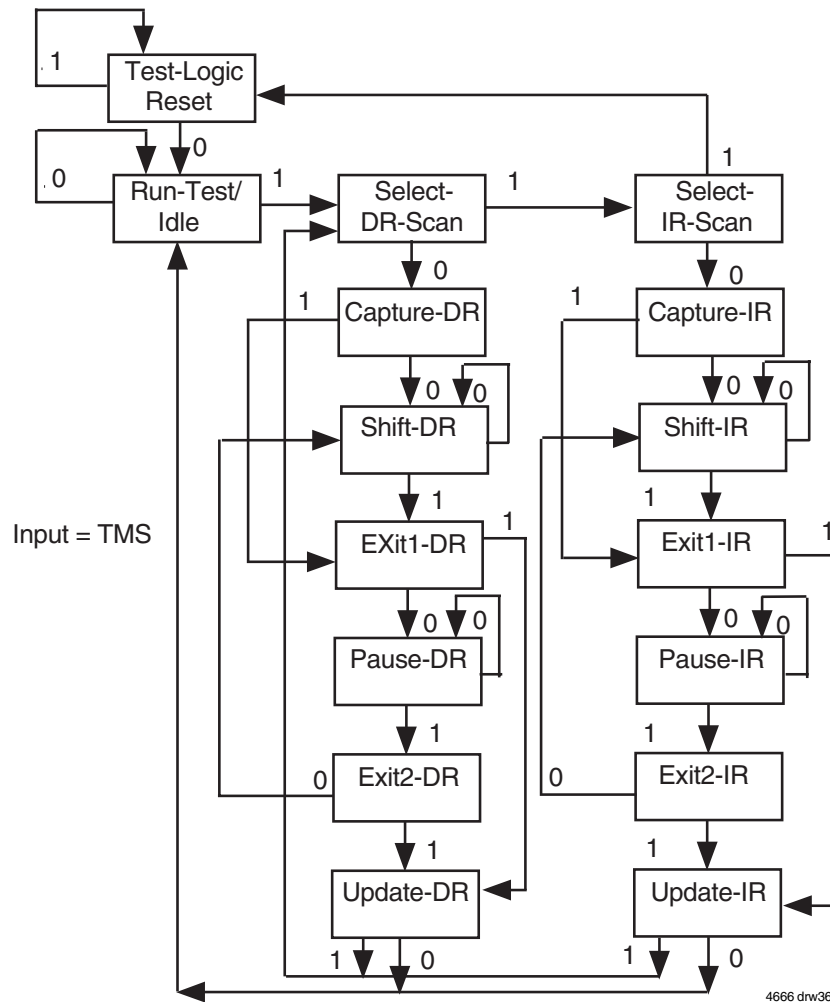 . 1
Test-Logic
Reset
0
. 0
Run-Test/
Idle
1
Select-
DR-Scan
1
Select-
IR-Scan
1
0
0
1
Capture-DR
1
Capture-IR
0
0
0
0
Shift-DR
Shift-IR
1
1
Input = TMS
EXit1-DR
1
Exit1-IR
1
0
0
0
0
Pause-DR
Pause-IR
1
1
0
Exit2-DR
0
Exit2-IR
1
1
Update-DR
Update-IR
1
0
1
0
4666 drw36